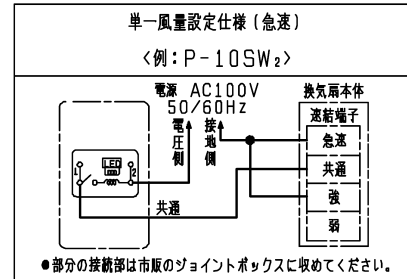 単一風量設定仕様（急速）
〈例：P-10SW₂〉
電源 AC100V
50/60Hz
電圧側
接地側
換気扇本体
速結端子
急速
共通
強
弱
LED
1
2
共通
●部分の接続部は市販のジョイントボックスに収めてください。